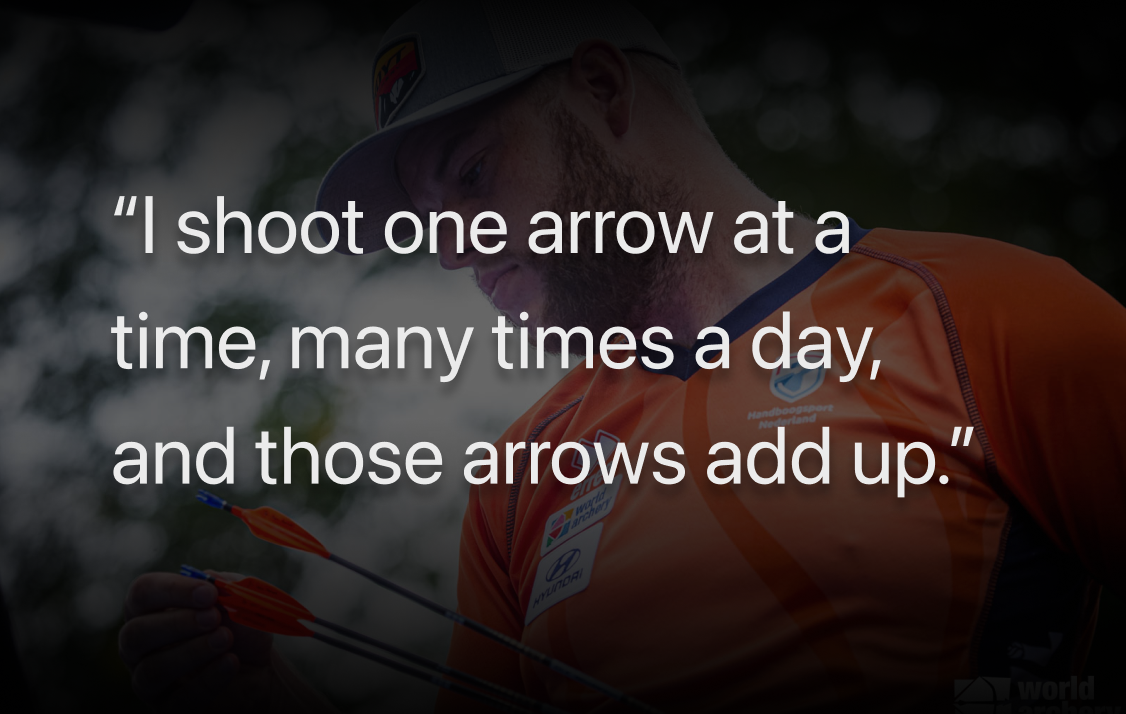 “I shoot one arrow at a
time, many times a day,
and those arrows add up.”
Handboogsport
Nederland
world
archery
HYUNDAI
world
archery